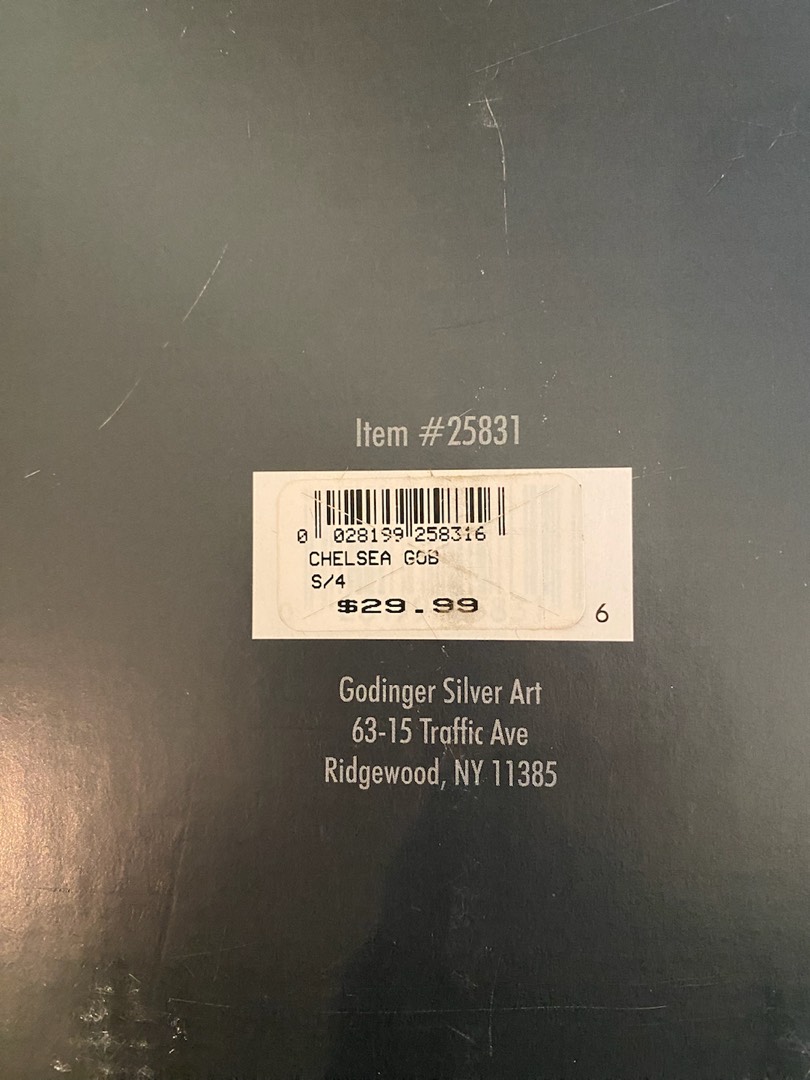 Item #25831
0 028199 258316
CHELSEA GOB
S/4
$29.99
6
Godinger Silver Art
63-15 Traffic Ave
Ridgewood, NY 11385